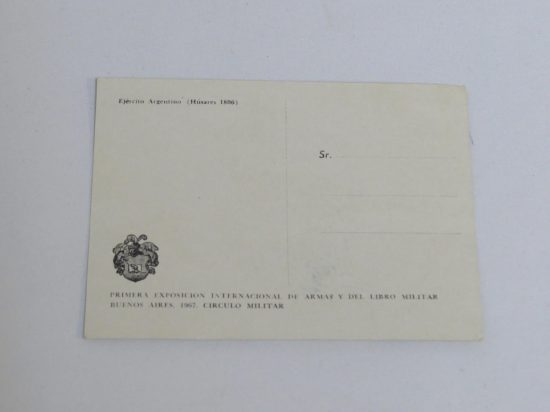 Ejército Argentino (Húsares 1806)
Sr.
PRIMERA EXPOSICION INTERNACIONAL DE ARMAS Y DEL LIBRO MILITAR
BUENOS AIRES, 1967, CIRCULO MILITAR